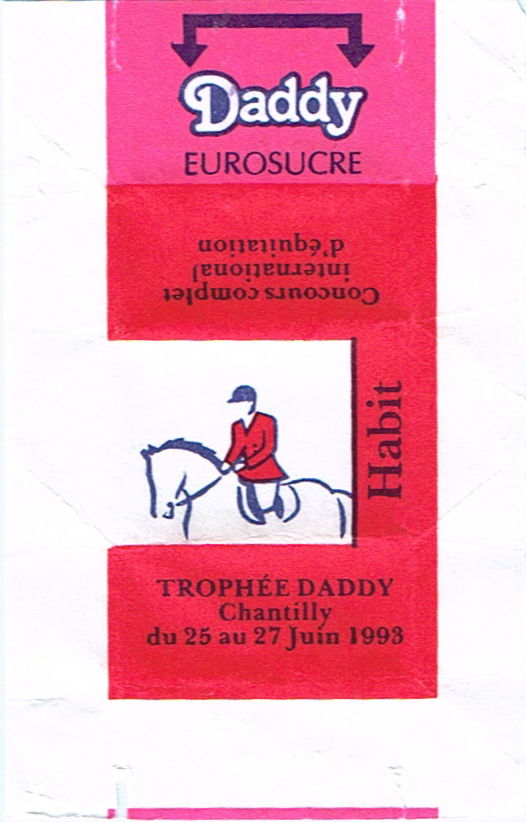 Daddy
EUROSUCRE
Concours complet
international
d'équitation
Habit
TROPHÉE DADDY
Chantilly
du 25 au 27 Juin 1993